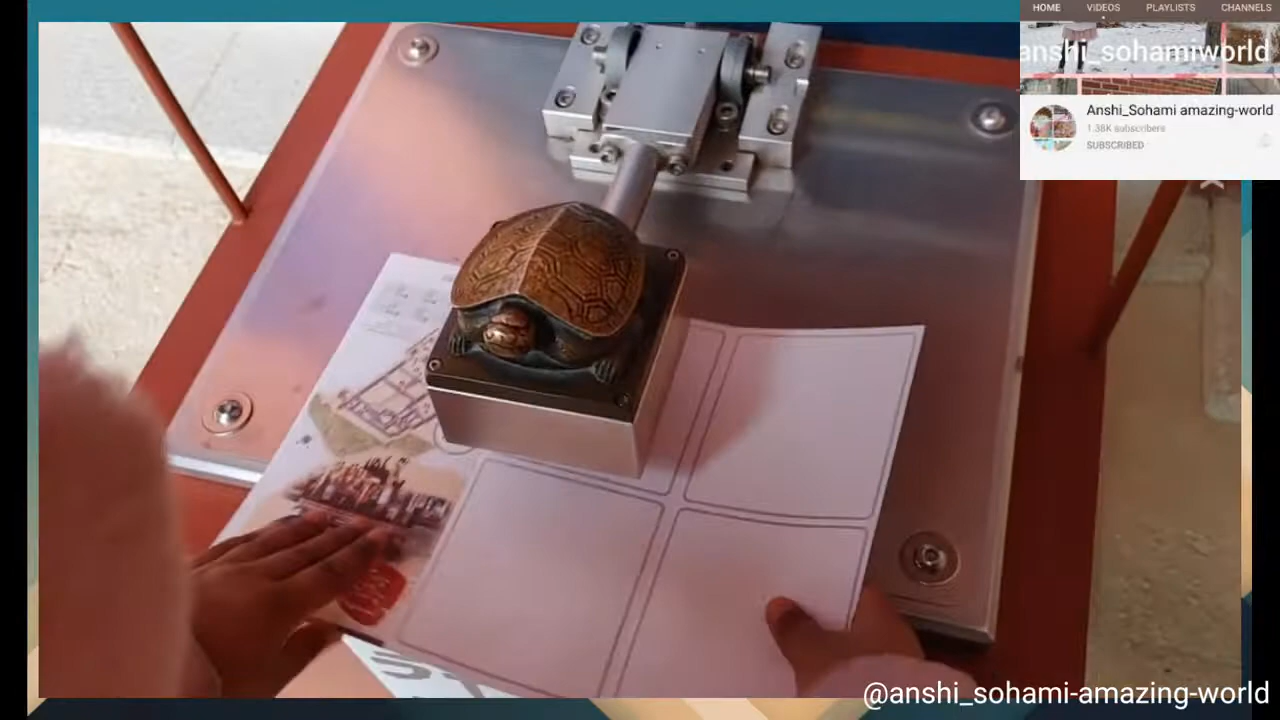 HOME VIDEOS PLAYLISTS CHANNELS
anshi_sohamiworld
Anshi_Sohami amazing-world
1.38K subscribers
SUBSCRIBED
@anshi_sohami-amazing-world